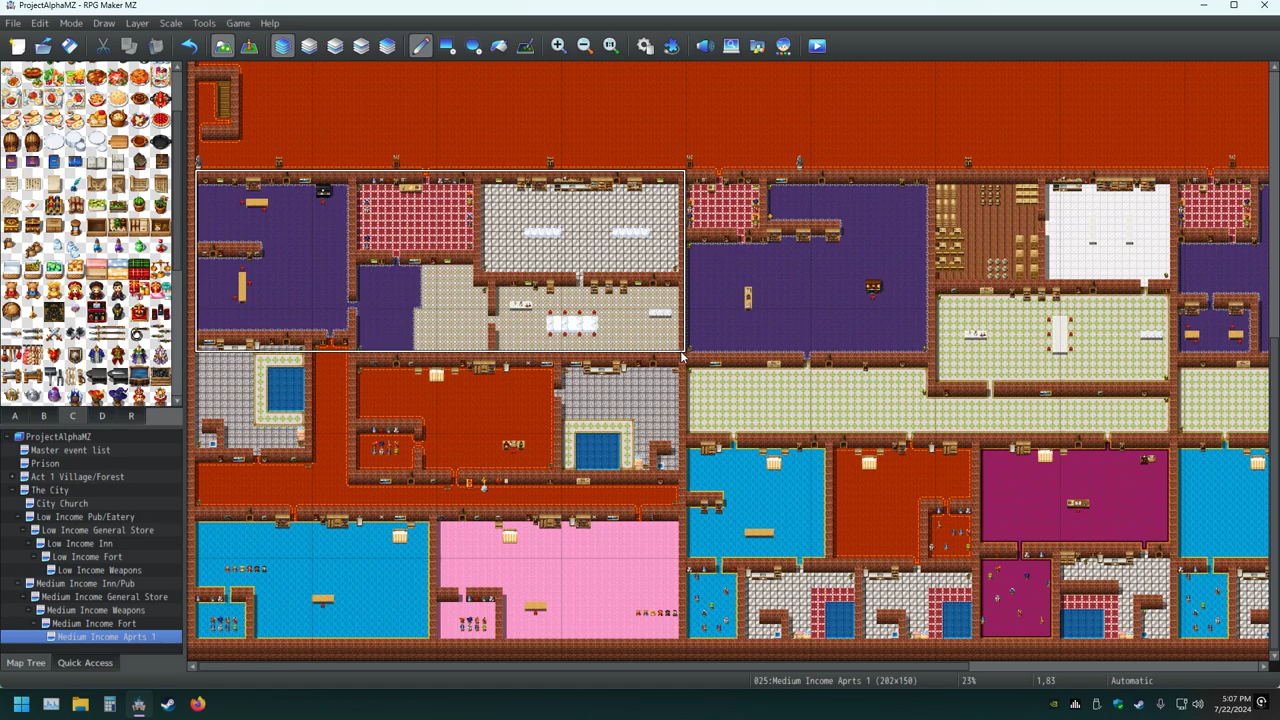 ProjectAlphaMZ - RPG Maker MZ
File Edit Mode Draw Layer Scale Tools Game Help
A B C D R
ProjectAlphaMZ
Master event list
Prison
Act 1 Village/Forest
The City
City Church
Low Income Pub/Eatery
Low Income General Store
Low Income Inn
Low Income Fort
Low Income Weapons
Medium Income Inn/Pub
Medium Income General Store
Medium Income Weapons
Medium Income Fort
Medium Income Aprts 1
Map Tree Quick Access
025:Medium Income Aprts 1 (202x150) 23% 1,83 Automatic
5:07 PM
7/22/2024